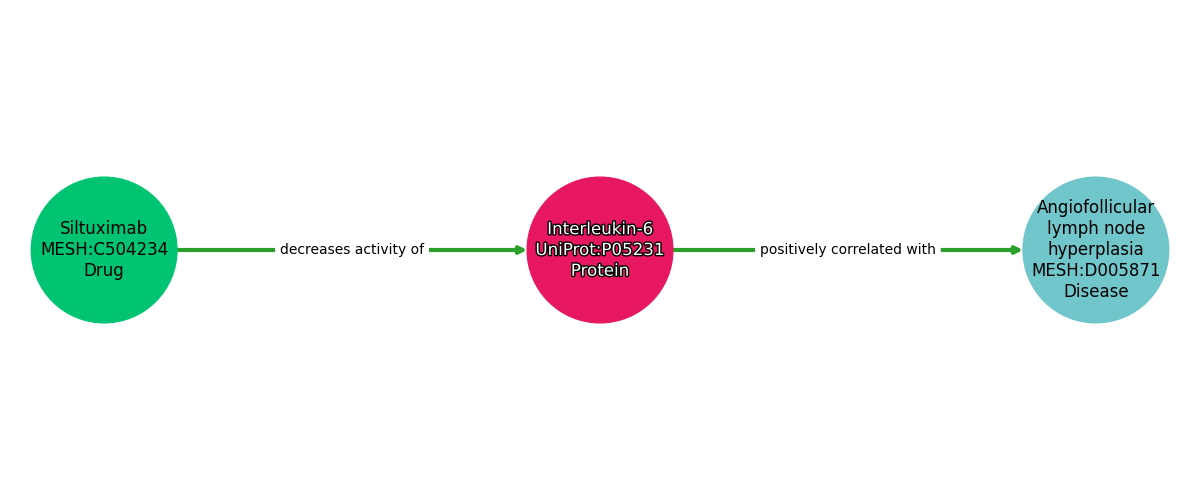 Siltuximab
MESH:C504234
Drug
decreases activity of
Interleukin-6
UniProt:P05231
Protein
positively correlated with
Angiofollicular
lymph node
hyperplasia
MESH:D005871
Disease